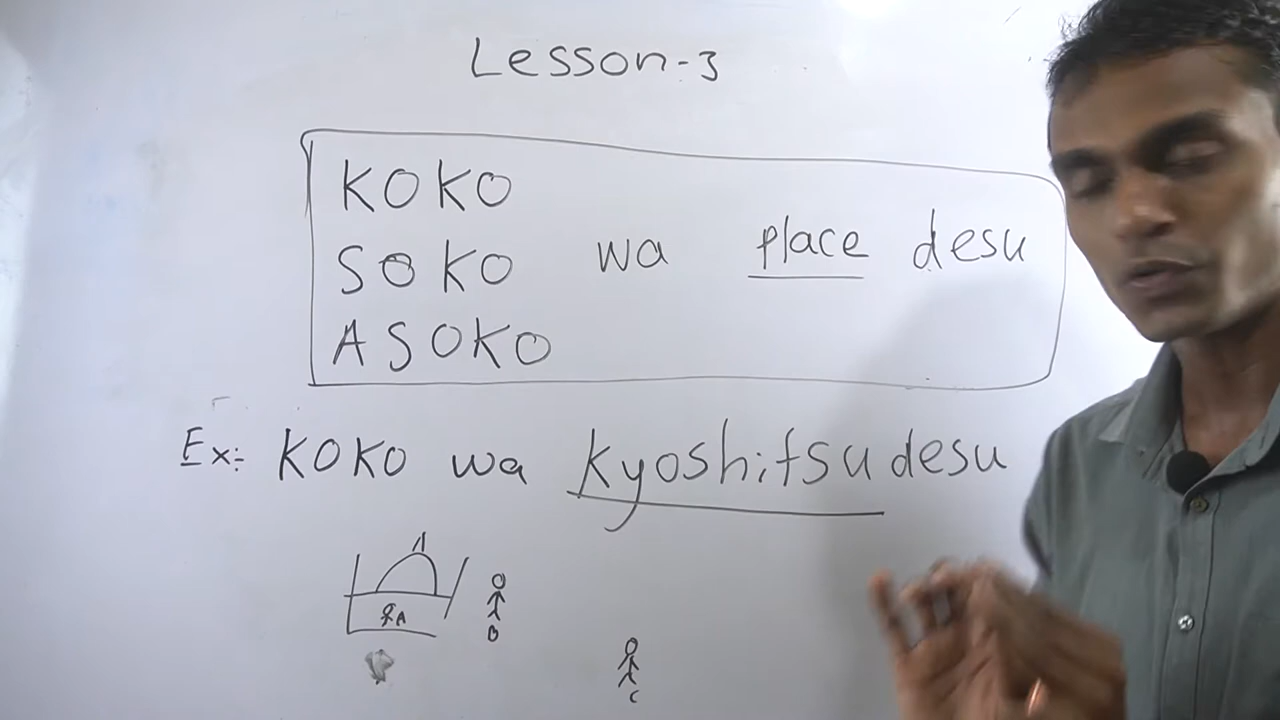 Lesson-3
KOKO
SOKO wa place desu
ASOKO
Ex:- KOKO wa Kyoshitsu desu
A
B
C